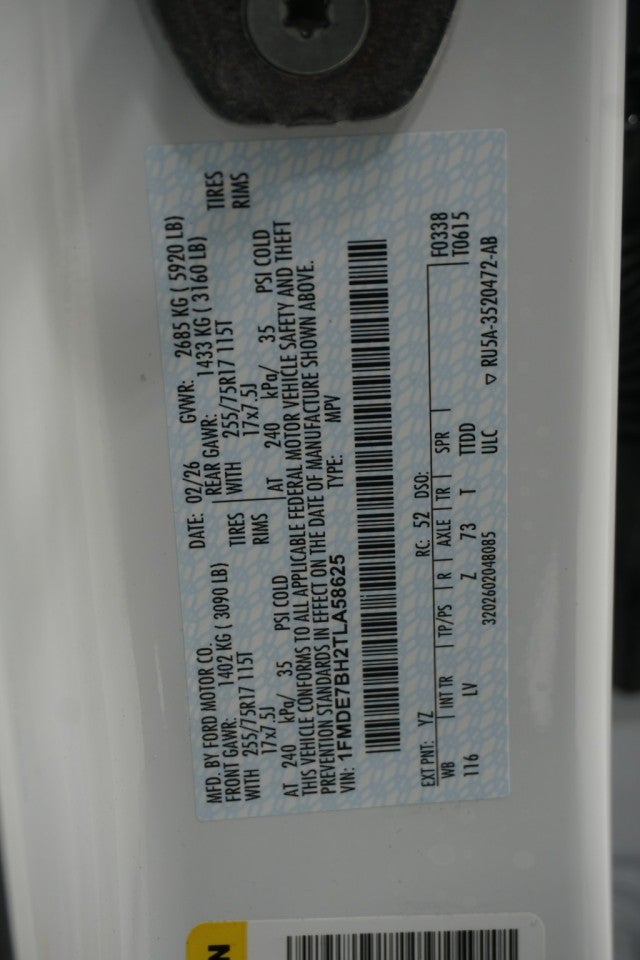 MFD. BY FORD MOTOR CO.
DATE: 02/26 GVWR: 2685 KG ( 5920 LB)
FRONT GAWR: 1402 KG ( 3090 LB) REAR GAWR: 1433 KG ( 3160 LB)
WITH 255/75R17 115T TIRES WITH 255/75R17 115T TIRES
17x7.5J RIMS 17x7.5J RIMS
AT 240 kPa/ 35 PSI COLD AT 240 kPa/ 35 PSI COLD
THIS VEHICLE CONFORMS TO ALL APPLICABLE FEDERAL MOTOR VEHICLE SAFETY AND THEFT
PREVENTION STANDARDS IN EFFECT ON THE DATE OF MANUFACTURE SHOWN ABOVE.
VIN: 1FMDE7BH2TLA58625 TYPE: MPV
EXT PNT: YZ RC: 52 DSO: F0338
WB INT TR TP/PS R AXLE TR SPR T0615
116 LV Z 73 T TTDD
3202602048085 ULC ▽ RU5A-3520472-AB
N